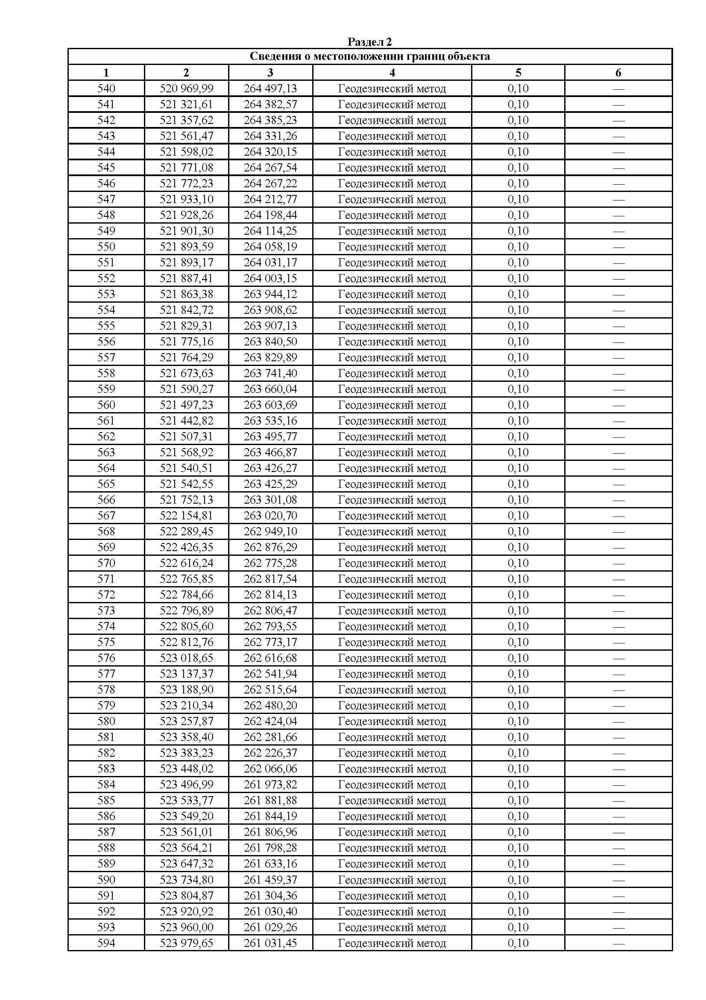 Раздел 2
Сведения о местоположении границ объекта
1 2 3 4 5 6
540 520 969,99 264 497,13 Геодезический метод 0,10 —
541 521 321,61 264 382,57 Геодезический метод 0,10 —
542 521 357,62 264 385,23 Геодезический метод 0,10 —
543 521 561,47 264 331,26 Геодезический метод 0,10 —
544 521 598,02 264 320,15 Геодезический метод 0,10 —
545 521 771,08 264 267,54 Геодезический метод 0,10 —
546 521 772,23 264 267,22 Геодезический метод 0,10 —
547 521 933,10 264 212,77 Геодезический метод 0,10 —
548 521 928,26 264 198,44 Геодезический метод 0,10 —
549 521 901,30 264 114,25 Геодезический метод 0,10 —
550 521 893,59 264 058,19 Геодезический метод 0,10 —
551 521 893,17 264 031,17 Геодезический метод 0,10 —
552 521 887,41 264 003,15 Геодезический метод 0,10 —
553 521 863,38 263 944,12 Геодезический метод 0,10 —
554 521 842,72 263 908,62 Геодезический метод 0,10 —
555 521 829,31 263 907,13 Геодезический метод 0,10 —
556 521 775,16 263 840,50 Геодезический метод 0,10 —
557 521 764,29 263 829,89 Геодезический метод 0,10 —
558 521 673,63 263 741,40 Геодезический метод 0,10 —
559 521 590,27 263 660,04 Геодезический метод 0,10 —
560 521 497,23 263 603,69 Геодезический метод 0,10 —
561 521 442,82 263 535,16 Геодезический метод 0,10 —
562 521 507,31 263 495,77 Геодезический метод 0,10 —
563 521 568,92 263 466,87 Геодезический метод 0,10 —
564 521 540,51 263 426,27 Геодезический метод 0,10 —
565 521 542,55 263 425,29 Геодезический метод 0,10 —
566 521 752,13 263 301,08 Геодезический метод 0,10 —
567 522 154,81 263 020,70 Геодезический метод 0,10 —
568 522 289,45 262 949,10 Геодезический метод 0,10 —
569 522 426,35 262 876,29 Геодезический метод 0,10 —
570 522 616,24 262 775,28 Геодезический метод 0,10 —
571 522 765,85 262 817,54 Геодезический метод 0,10 —
572 522 784,66 262 814,13 Геодезический метод 0,10 —
573 522 796,89 262 806,47 Геодезический метод 0,10 —
574 522 805,60 262 793,55 Геодезический метод 0,10 —
575 522 812,76 262 773,17 Геодезический метод 0,10 —
576 523 018,65 262 616,68 Геодезический метод 0,10 —
577 523 137,37 262 541,94 Геодезический метод 0,10 —
578 523 188,90 262 515,64 Геодезический метод 0,10 —
579 523 210,34 262 480,20 Геодезический метод 0,10 —
580 523 257,87 262 424,04 Геодезический метод 0,10 —
581 523 358,40 262 281,66 Геодезический метод 0,10 —
582 523 383,23 262 226,37 Геодезический метод 0,10 —
583 523 448,02 262 066,06 Геодезический метод 0,10 —
584 523 496,99 261 973,82 Геодезический метод 0,10 —
585 523 533,77 261 881,88 Геодезический метод 0,10 —
586 523 549,20 261 844,19 Геодезический метод 0,10 —
587 523 561,01 261 806,96 Геодезический метод 0,10 —
588 523 564,21 261 798,28 Геодезический метод 0,10 —
589 523 647,32 261 633,16 Геодезический метод 0,10 —
590 523 734,80 261 459,37 Геодезический метод 0,10 —
591 523 804,87 261 304,36 Геодезический метод 0,10 —
592 523 920,92 261 030,40 Геодезический метод 0,10 —
593 523 960,00 261 029,26 Геодезический метод 0,10 —
594 523 979,65 261 031,45 Геодезический метод 0,10 —